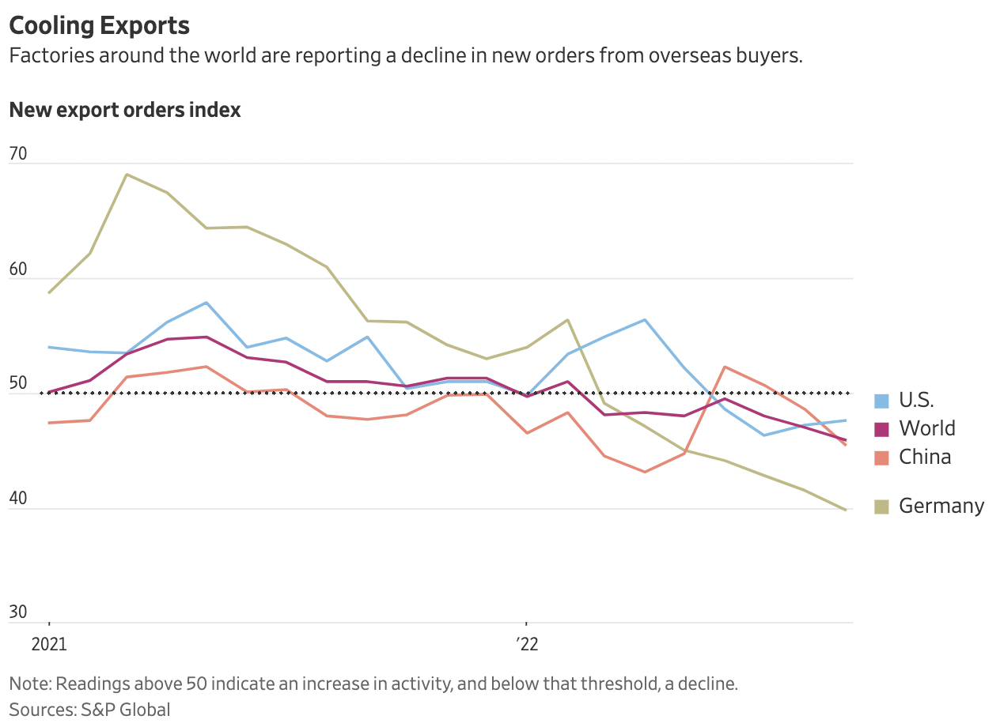 Cooling Exports
Factories around the world are reporting a decline in new orders from overseas buyers.
New export orders index
70
60
50
40
30
U.S.
World
China
Germany
2021
’22
Note: Readings above 50 indicate an increase in activity, and below that threshold, a decline.
Sources: S&P Global